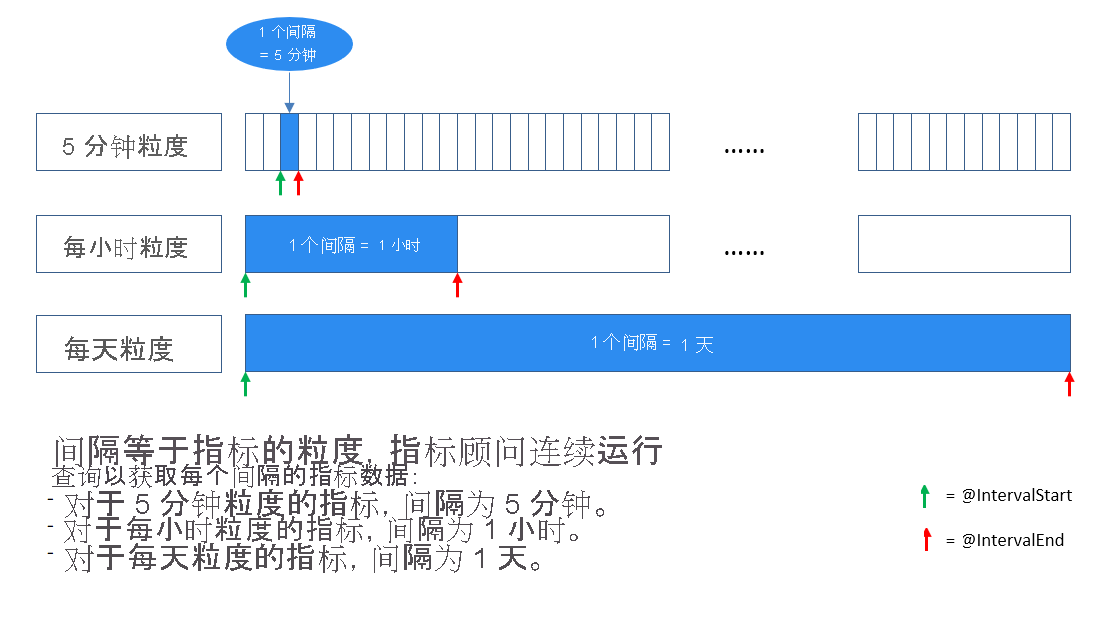 1 个间隔
= 5 分钟
5 分钟粒度
......
每小时粒度
1 个间隔 = 1 小时
......
每天粒度
1 个间隔 = 1 天
间隔等于指标的粒度, 指标顾问连续运行
查询以获取每个间隔的指标数据:
- 对于 5 分钟粒度的指标, 间隔为 5 分钟。
- 对于每小时粒度的指标, 间隔为 1 小时。
- 对于每天粒度的指标, 间隔为 1 天。
= @IntervalStart
= @IntervalEnd